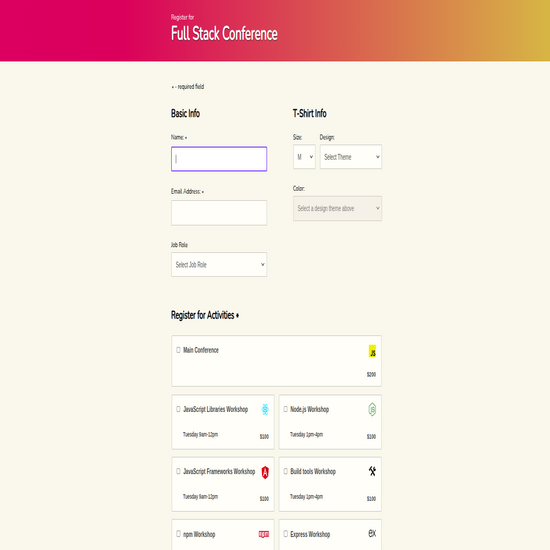 Register for
Full Stack Conference
* - required field
Basic Info
Name: *
Email Address: *
Job Role
Select Job Role
T-Shirt Info
Size:
Design:
M
Select Theme
Color:
Select a design theme above
Register for Activities *
Main Conference
JS
$200
JavaScript Libraries Workshop
Tuesday 9am-12pm
$100
Node.js Workshop
JS
Tuesday 1pm-4pm
$100
JavaScript Frameworks Workshop
A
Tuesday 9am-12pm
$100
Build tools Workshop
Tuesday 1pm-4pm
$100
npm Workshop
npm
Express Workshop
ex